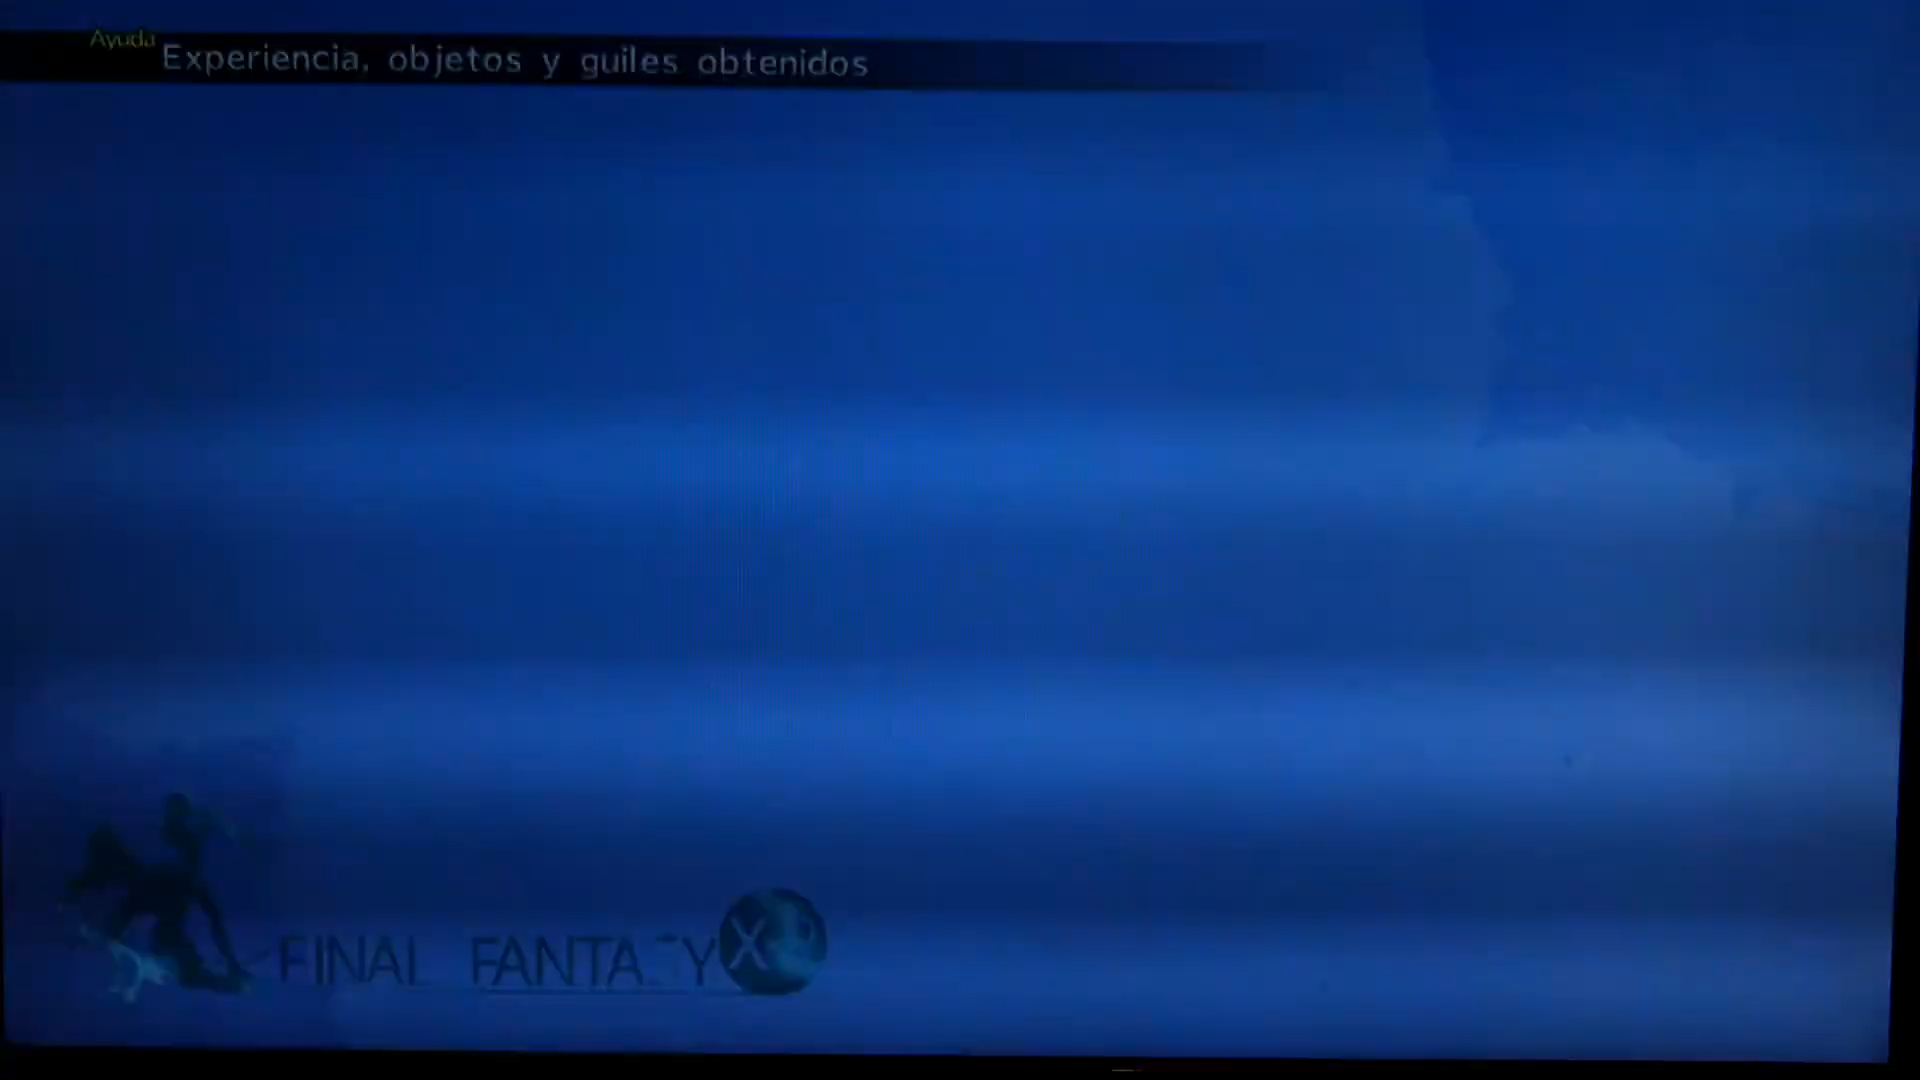 Ayuda
Experiencia, objetos y guiles obtenidos
FINAL FANTASY X